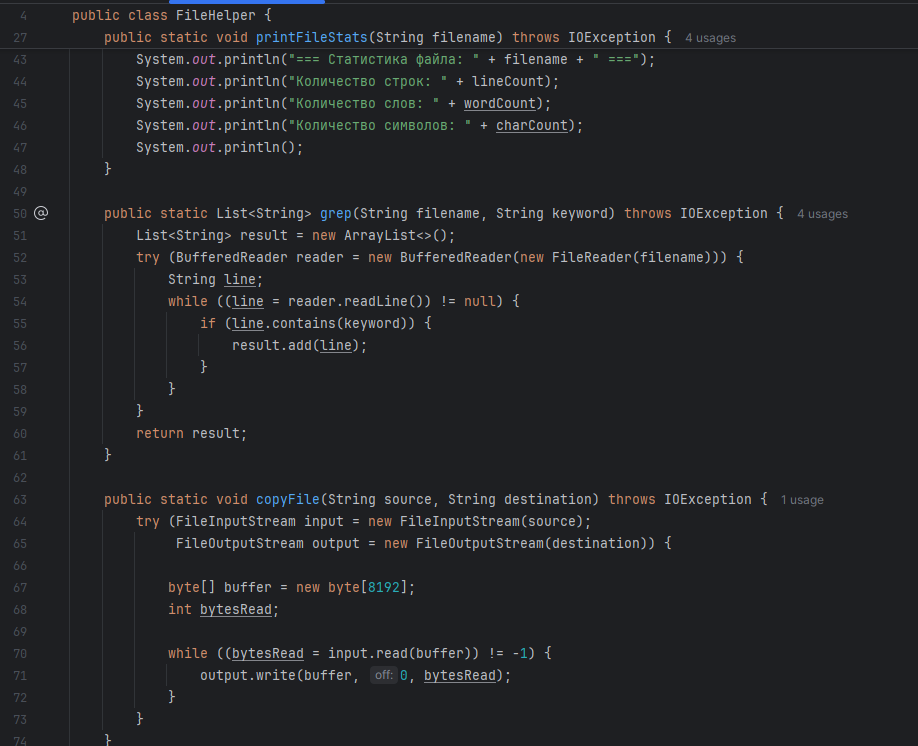 4 public class FileHelper {
27 public static void printFileStats(String filename) throws IOException { 4 usages
43 System.out.println("=== Статистика файла: " + filename + " ===");
44 System.out.println("Количество строк: " + lineCount);
45 System.out.println("Количество слов: " + wordCount);
46 System.out.println("Количество символов: " + charCount);
47 System.out.println();
48 }
49
50 @ public static List<String> grep(String filename, String keyword) throws IOException { 4 usages
51 List<String> result = new ArrayList<>();
52 try (BufferedReader reader = new BufferedReader(new FileReader(filename))) {
53 String line;
54 while ((line = reader.readLine()) != null) {
55 if (line.contains(keyword)) {
56 result.add(line);
57 }
58 }
59 }
60 return result;
61 }
62
63 public static void copyFile(String source, String destination) throws IOException { 1 usage
64 try (FileInputStream input = new FileInputStream(source);
65 FileOutputStream output = new FileOutputStream(destination)) {
66
67 byte[] buffer = new byte[8192];
68 int bytesRead;
69
70 while ((bytesRead = input.read(buffer)) != -1) {
71 output.write(buffer, off: 0, bytesRead);
72 }
73 }
74 }